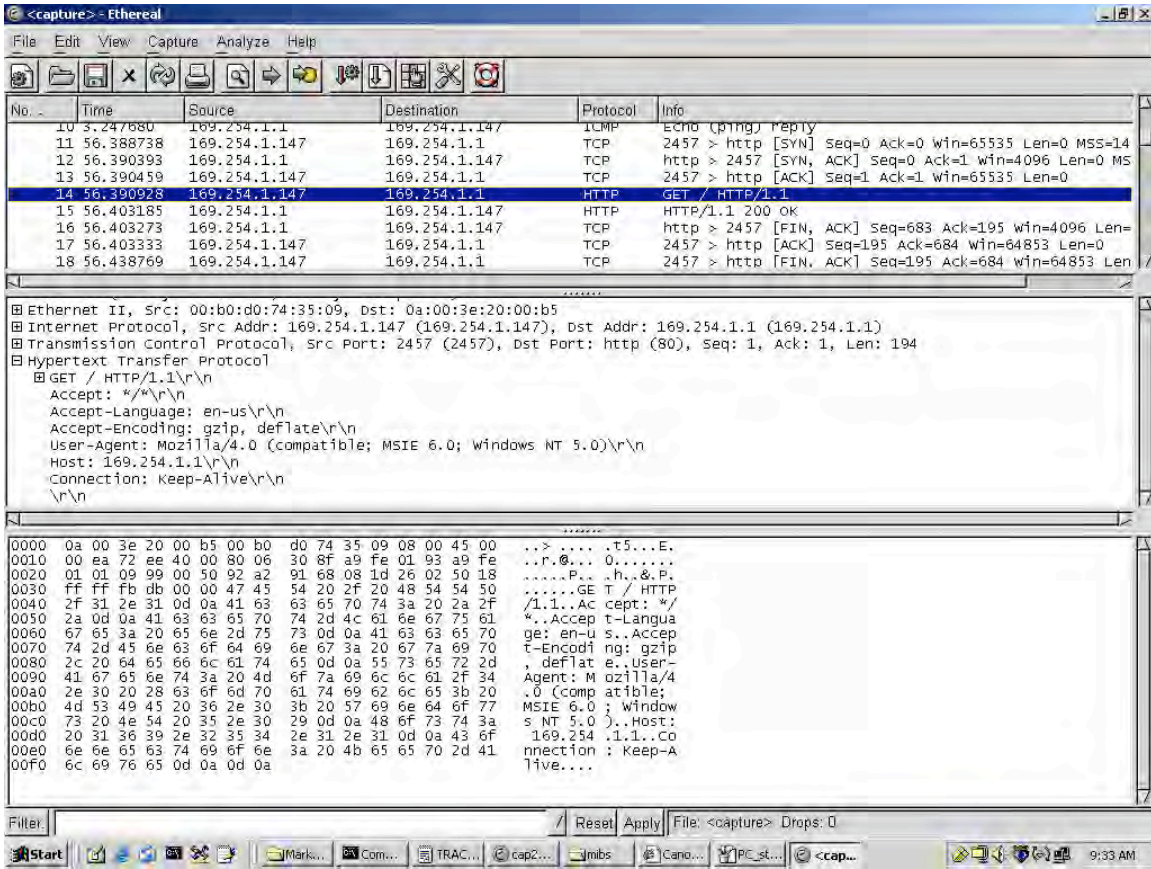 <capture> - Ethereal
File Edit View Capture Analyze Help
No. . Time Source Destination Protocol Info
10 3.247680 169.254.1.1 169.254.1.147 ICMP Echo (ping) reply
11 56.388738 169.254.1.147 169.254.1.1 TCP 2457 > http [SYN] Seq=0 Ack=0 Win=65535 Len=0 MSS=14
12 56.390393 169.254.1.1 169.254.1.147 TCP http > 2457 [SYN, ACK] Seq=0 Ack=1 Win=4096 Len=0 MS
13 56.390459 169.254.1.147 169.254.1.1 TCP 2457 > http [ACK] Seq=1 Ack=1 Win=65535 Len=0
14 56.390928 169.254.1.147 169.254.1.1 HTTP GET / HTTP/1.1
15 56.403185 169.254.1.1 169.254.1.147 HTTP HTTP/1.1 200 OK
16 56.403273 169.254.1.1 169.254.1.147 TCP http > 2457 [FIN, ACK] Seq=683 Ack=195 Win=4096 Len=
17 56.403333 169.254.1.147 169.254.1.1 TCP 2457 > http [ACK] Seq=195 Ack=684 Win=64853 Len=0
18 56.438769 169.254.1.147 169.254.1.1 TCP 2457 > http [FIN, ACK] Seq=195 Ack=684 Win=64853 Len
Ethernet II, Src: 00:b0:d0:74:35:09, Dst: 0a:00:3e:20:00:b5
Internet Protocol, Src Addr: 169.254.1.147 (169.254.1.147), Dst Addr: 169.254.1.1 (169.254.1.1)
Transmission Control Protocol, Src Port: 2457 (2457), Dst Port: http (80), Seq: 1, Ack: 1, Len: 194
Hypertext Transfer Protocol
GET / HTTP/1.1\r\n
Accept: */*\r\n
Accept-Language: en-us\r\n
Accept-Encoding: gzip, deflate\r\n
User-Agent: Mozilla/4.0 (compatible; MSIE 6.0; Windows NT 5.0)\r\n
Host: 169.254.1.1\r\n
Connection: Keep-Alive\r\n
\r\n
0000 0a 00 3e 20 00 b5 00 b0 d0 74 35 09 08 00 45 00 ..> .... .t5...E.
0010 00 ea 72 ee 40 00 80 06 30 8f a9 fe 01 93 a9 fe ..r.@... 0.......
0020 01 01 09 99 00 50 92 a2 91 68 08 1d 26 02 50 18 .....P.. .h..&.P.
0030 ff ff fb db 00 00 47 45 54 20 2f 20 48 54 54 50 ......GE T / HTTP
0040 2f 31 2e 31 0d 0a 41 63 63 65 70 74 3a 20 2a 2f /1.1..Ac cept: */
0050 2a 0d 0a 41 63 63 65 70 74 2d 4c 61 6e 67 75 61 *..Accep t-Langua
0060 67 65 3a 20 65 6e 2d 75 73 0d 0a 41 63 63 65 70 ge: en-u s..Accep
0070 74 2d 45 6e 63 6f 64 69 6e 67 3a 20 67 7a 69 70 t-Encodi ng: gzip
0080 2c 20 64 65 66 6c 61 74 65 0d 0a 55 73 65 72 2d , deflat e..User-
0090 41 67 65 6e 74 3a 20 4d 6f 7a 69 6c 6c 61 2f 34 Agent: M ozilla/4
00a0 2e 30 20 28 63 6f 6d 70 61 74 69 62 6c 65 3b 20 .0 (comp atible;
00b0 4d 53 49 45 20 36 2e 30 3b 20 57 69 6e 64 6f 77 MSIE 6.0 ; Window
00c0 73 20 4e 54 20 35 2e 30 29 0d 0a 48 6f 73 74 3a s NT 5.0 )..Host:
00d0 20 31 36 39 2e 32 35 34 2e 31 2e 31 0d 0a 43 6f 169.254 .1.1..Co
00e0 6e 6e 65 63 74 69 6f 6e 3a 20 4b 65 65 70 2d 41 nnection : Keep-A
00f0 6c 69 76 65 0d 0a 0d 0a live....
Filter: / Reset Apply File: <capture> Drops: 0
Start Mark... Com... TRAC... cap2... mibs Cano... PC_st... <cap... 9:33 AM